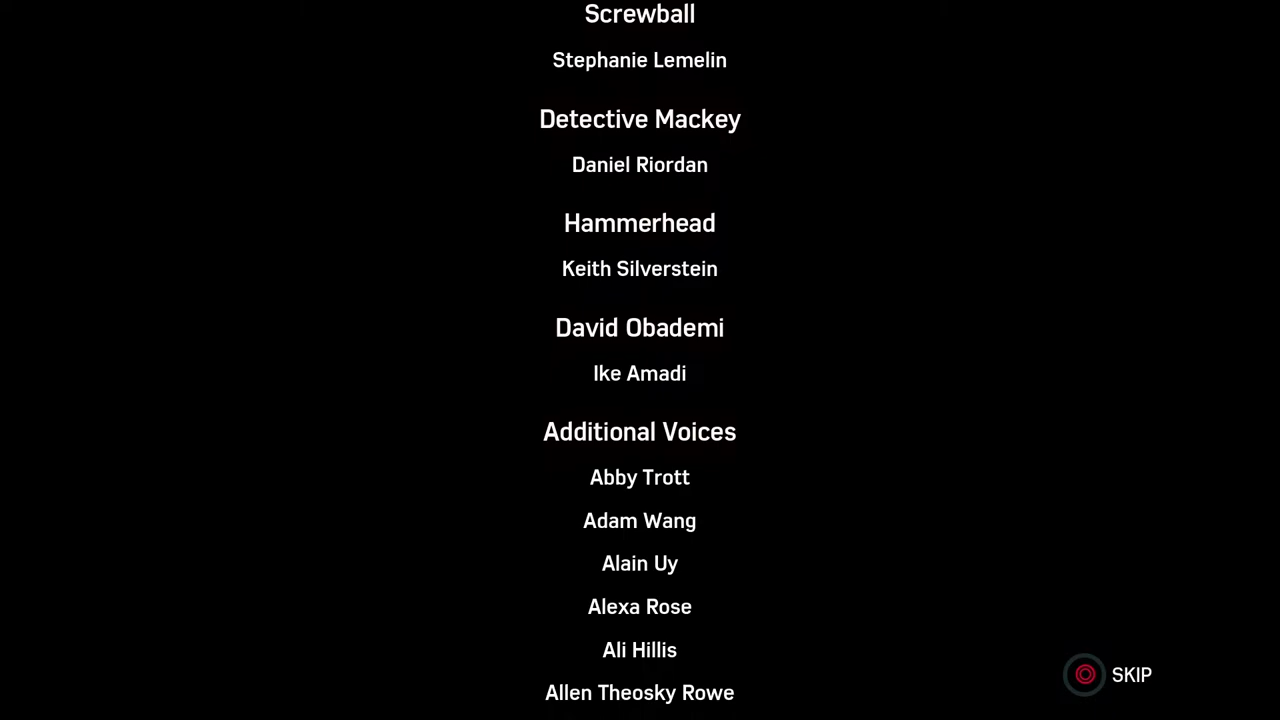 Screwball
Stephanie Lemelin
Detective Mackey
Daniel Riordan
Hammerhead
Keith Silverstein
David Obademi
Ike Amadi
Additional Voices
Abby Trott
Adam Wang
Alain Uy
Alexa Rose
Ali Hillis
Allen Theosky Rowe
SKIP